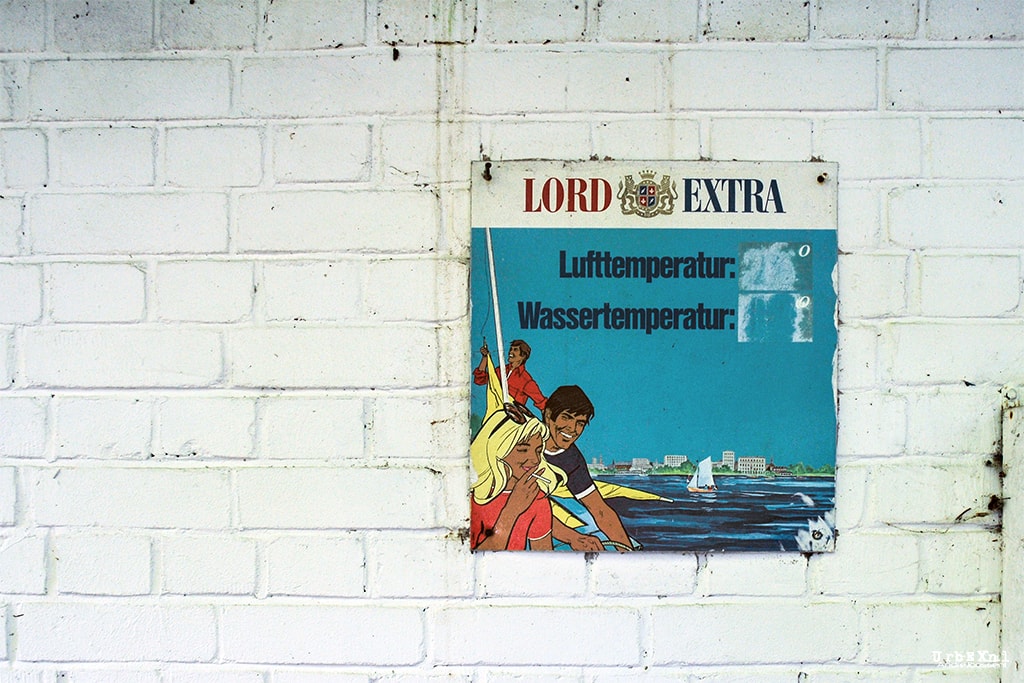 LORD EXTRA
Lufttemperatur: °
Wassertemperatur: °